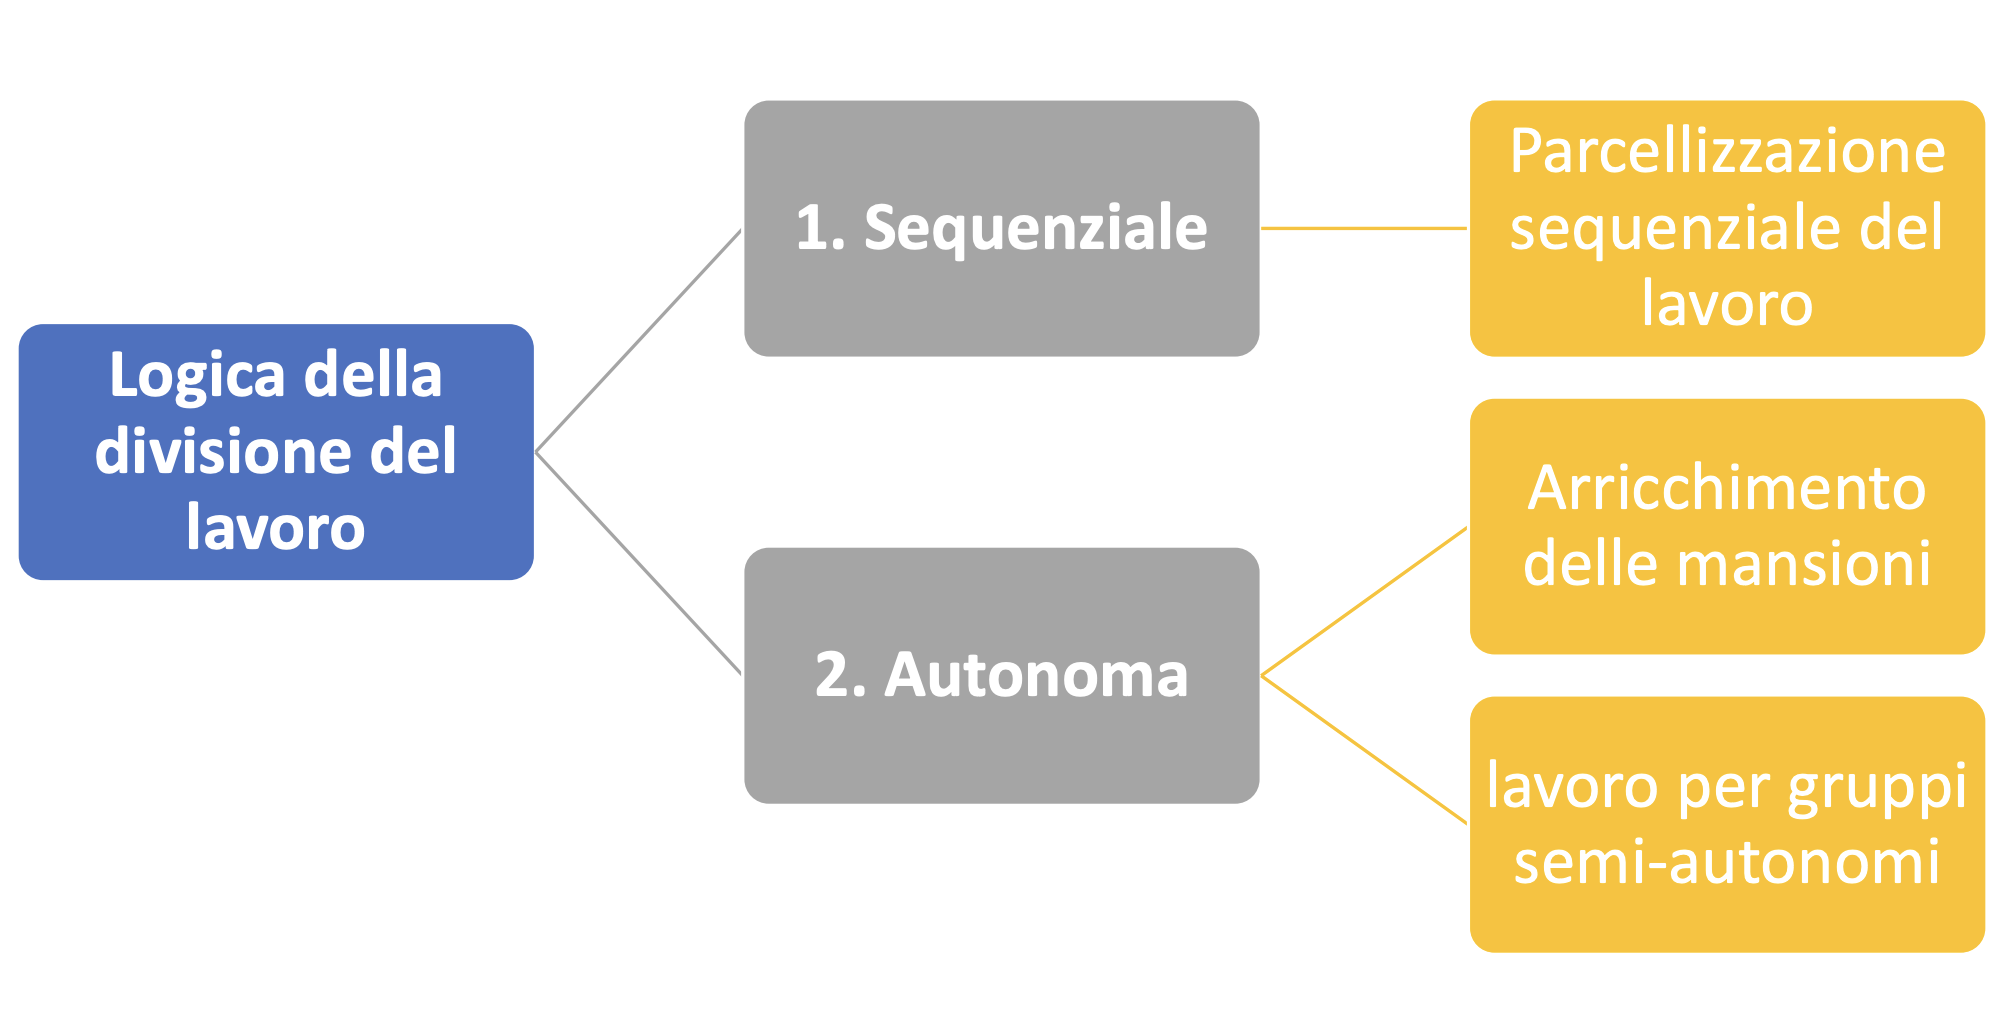 Logica della
divisione del
lavoro
1. Sequenziale
Parcellizzazione
sequenziale del
lavoro
2. Autonoma
Arricchimento
delle mansioni
lavoro per gruppi
semi-autonomi